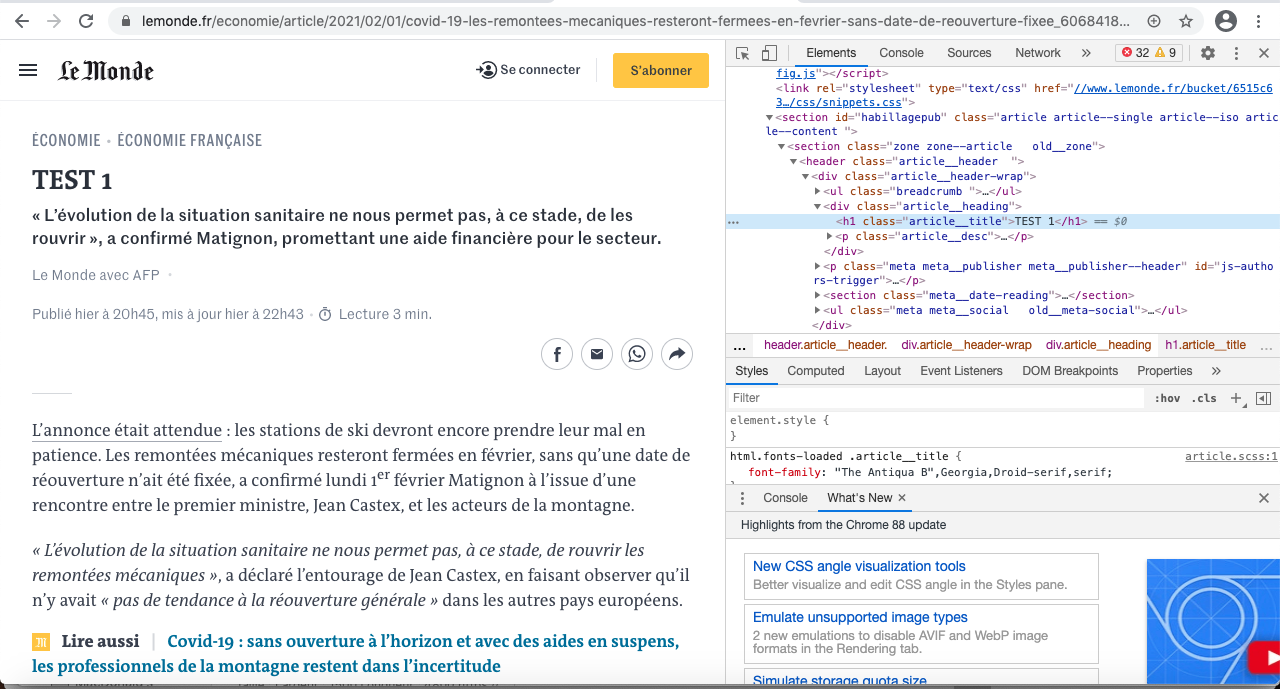 lemonde.fr/economie/article/2021/02/01/covid-19-les-remontees-mecaniques-resteront-fermees-en-fevrier-sans-date-de-reouverture-fixee_6068418...
Le Monde
Se connecter
S'abonner
ÉCONOMIE • ÉCONOMIE FRANÇAISE
TEST 1
« L'évolution de la situation sanitaire ne nous permet pas, à ce stade, de les
rouvrir », a confirmé Matignon, promettant une aide financière pour le secteur.
Le Monde avec AFP •
Publié hier à 20h45, mis à jour hier à 22h43 • Lecture 3 min.
L'annonce était attendue : les stations de ski devront encore prendre leur mal en
patience. Les remontées mécaniques resteront fermées en février, sans qu'une date de
réouverture n'ait été fixée, a confirmé lundi 1er février Matignon à l'issue d'une
rencontre entre le premier ministre, Jean Castex, et les acteurs de la montagne.
« L'évolution de la situation sanitaire ne nous permet pas, à ce stade, de rouvrir les
remontées mécaniques », a déclaré l'entourage de Jean Castex, en faisant observer qu'il
n'y avait « pas de tendance à la réouverture générale » dans les autres pays européens.
Lire aussi | Covid-19 : sans ouverture à l'horizon et avec des aides en suspens,
les professionnels de la montagne restent dans l'incertitude
Elements Console Sources Network » 32 9
fig.js"></script>
<link rel="stylesheet" type="text/css" href="//www.lemonde.fr/bucket/6515c6
3…/css/snippets.css">
<section id="habillagepub" class="article article--single article--iso artic
le--content ">
<section class="zone zone--article old__zone">
<header class="article__header ">
<div class="article__header-wrap">
<ul class="breadcrumb ">…</ul>
<div class="article__heading">
... <h1 class="article__title">TEST 1</h1> == $0
<p class="article__desc">…</p>
</div>
<p class="meta meta__publisher meta__publisher--header" id="js-autho
rs-trigger">…</p>
<section class="meta__date-reading">…</section>
<ul class="meta meta__social old__meta-social">…</ul>
</div>
... header.article__header. div.article__header-wrap div.article__heading h1.article__title ...
Styles Computed Layout Event Listeners DOM Breakpoints Properties »
Filter :hov .cls +
element.style {
}
html.fonts-loaded .article__title { article.scss:1
font-family: "The Antiqua B",Georgia,Droid-serif,serif;
Console What's New ×
Highlights from the Chrome 88 update
New CSS angle visualization tools
Better visualize and edit CSS angle in the Styles pane.
Emulate unsupported image types
2 new emulations to disable AVIF and WebP image
formats in the Rendering tab.
Simulate storage quota size